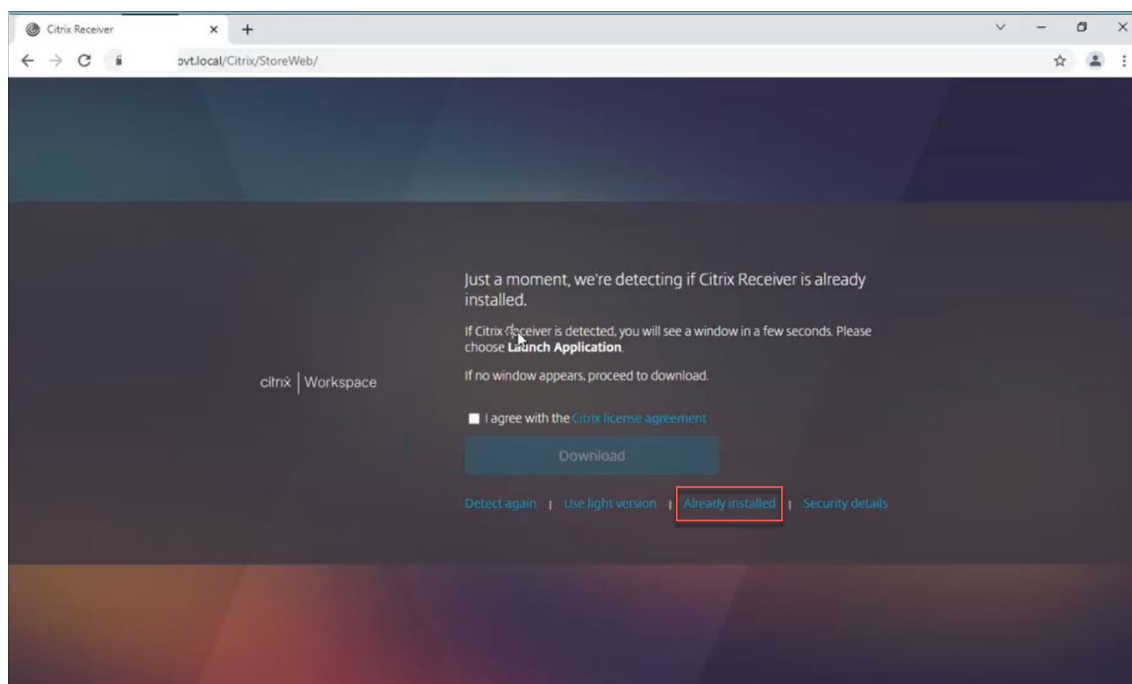 Citrix Receiver
ovt.local/Citrix/StoreWeb/
Just a moment, we're detecting if Citrix Receiver is already
installed.
If Citrix Receiver is detected, you will see a window in a few seconds. Please
choose Launch Application.
If no window appears, proceed to download.
citrix | Workspace
I agree with the Citrix license agreement
Download
Detect again | Use light version | Already installed | Security details